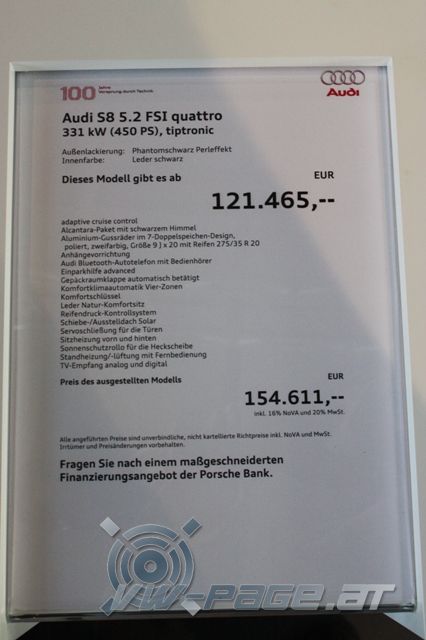 100 Jahre
Vorsprung durch Technik
Audi
Audi S8 5.2 FSI quattro
331 kW (450 PS), tiptronic
Außenlackierung: Phantomschwarz Perleffekt
Innenfarbe: Leder schwarz
Dieses Modell gibt es ab EUR
121.465,--
adaptive cruise control
Alcantara-Paket mit schwarzem Himmel
Aluminium-Gussräder im 7-Doppelspeichen-Design,
poliert, zweifarbig, Größe 9 J x 20 mit Reifen 275/35 R 20
Anhängevorrichtung
Audi Bluetooth-Autotelefon mit Bedienhörer
Einparkhilfe advanced
Gepäckraumklappe automatisch betätigt
Komfortklimaautomatik Vier-Zonen
Komfortschlüssel
Leder Natur-Komfortsitz
Reifendruck-Kontrollsystem
Schiebe-/Ausstelldach Solar
Servoschließung für die Türen
Sitzheizung vorn und hinten
Sonnenschutzrollo für die Heckscheibe
Standheizung/-lüftung mit Fernbedienung
TV-Empfang analog und digital
Preis des ausgestellten Modells EUR
154.611,--
inkl. 16% NoVA und 20% MwSt.
Alle angeführten Preise sind unverbindliche, nicht kartellierte Richtpreise inkl. NoVA und MwSt.
Irrtümer und Preisänderungen vorbehalten.
Fragen Sie nach einem maßgeschneiderten
Finanzierungsangebot der Porsche Bank.
vw-page.at